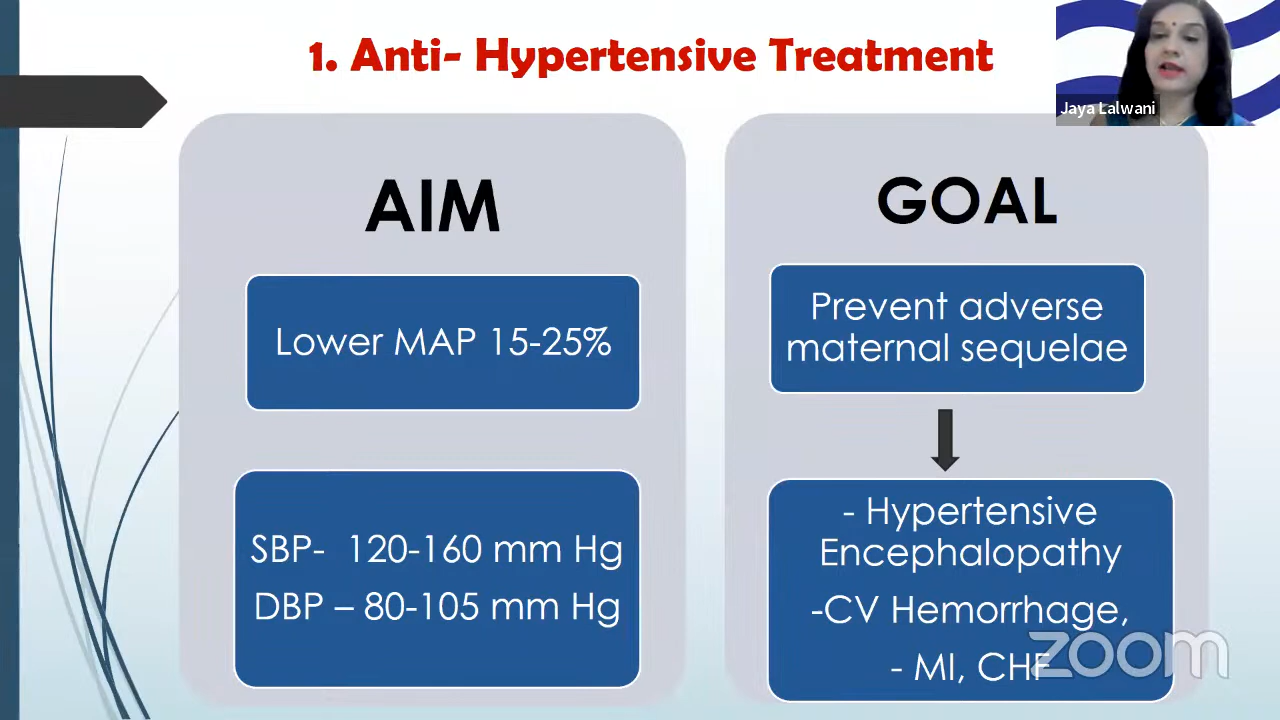 1. Anti- Hypertensive Treatment
Jaya Lalwani
AIM
Lower MAP 15-25%
SBP- 120-160 mm Hg
DBP – 80-105 mm Hg
GOAL
Prevent adverse
maternal sequelae
- Hypertensive
Encephalopathy
-CV Hemorrhage,
- MI, CHF
zoom